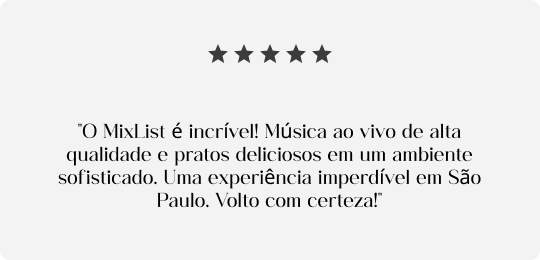 "O MixList é incrível! Música ao vivo de alta
qualidade e pratos deliciosos em um ambiente
sofisticado. Uma experiência imperdível em São
Paulo. Volto com certeza!"